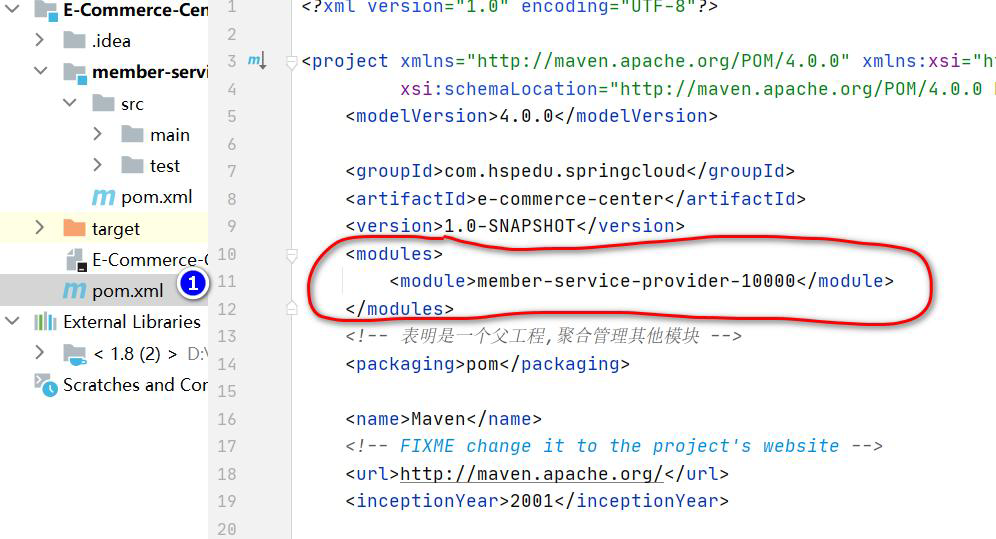 E-Commerce-Cen
.idea
member-servi
src
main
test
pom.xml
target
E-Commerce-C
pom.xml
1
External Libraries
< 1.8 (2) > D:\
Scratches and Cor
1 <?xml version="1.0" encoding="UTF-8"?>
2
3 <project xmlns="http://maven.apache.org/POM/4.0.0" xmlns:xsi="ht
4 xsi:schemaLocation="http://maven.apache.org/POM/4.0.0
5 <modelVersion>4.0.0</modelVersion>
6
7 <groupId>com.hspedu.springcloud</groupId>
8 <artifactId>e-commerce-center</artifactId>
9 <version>1.0-SNAPSHOT</version>
10 <modules>
11 <module>member-service-provider-10000</module>
12 </modules>
13 <!-- 表明是一个父工程,聚合管理其他模块 -->
14 <packaging>pom</packaging>
15
16 <name>Maven</name>
17 <!-- FIXME change it to the project's website -->
18 <url>http://maven.apache.org/</url>
19 <inceptionYear>2001</inceptionYear>
20